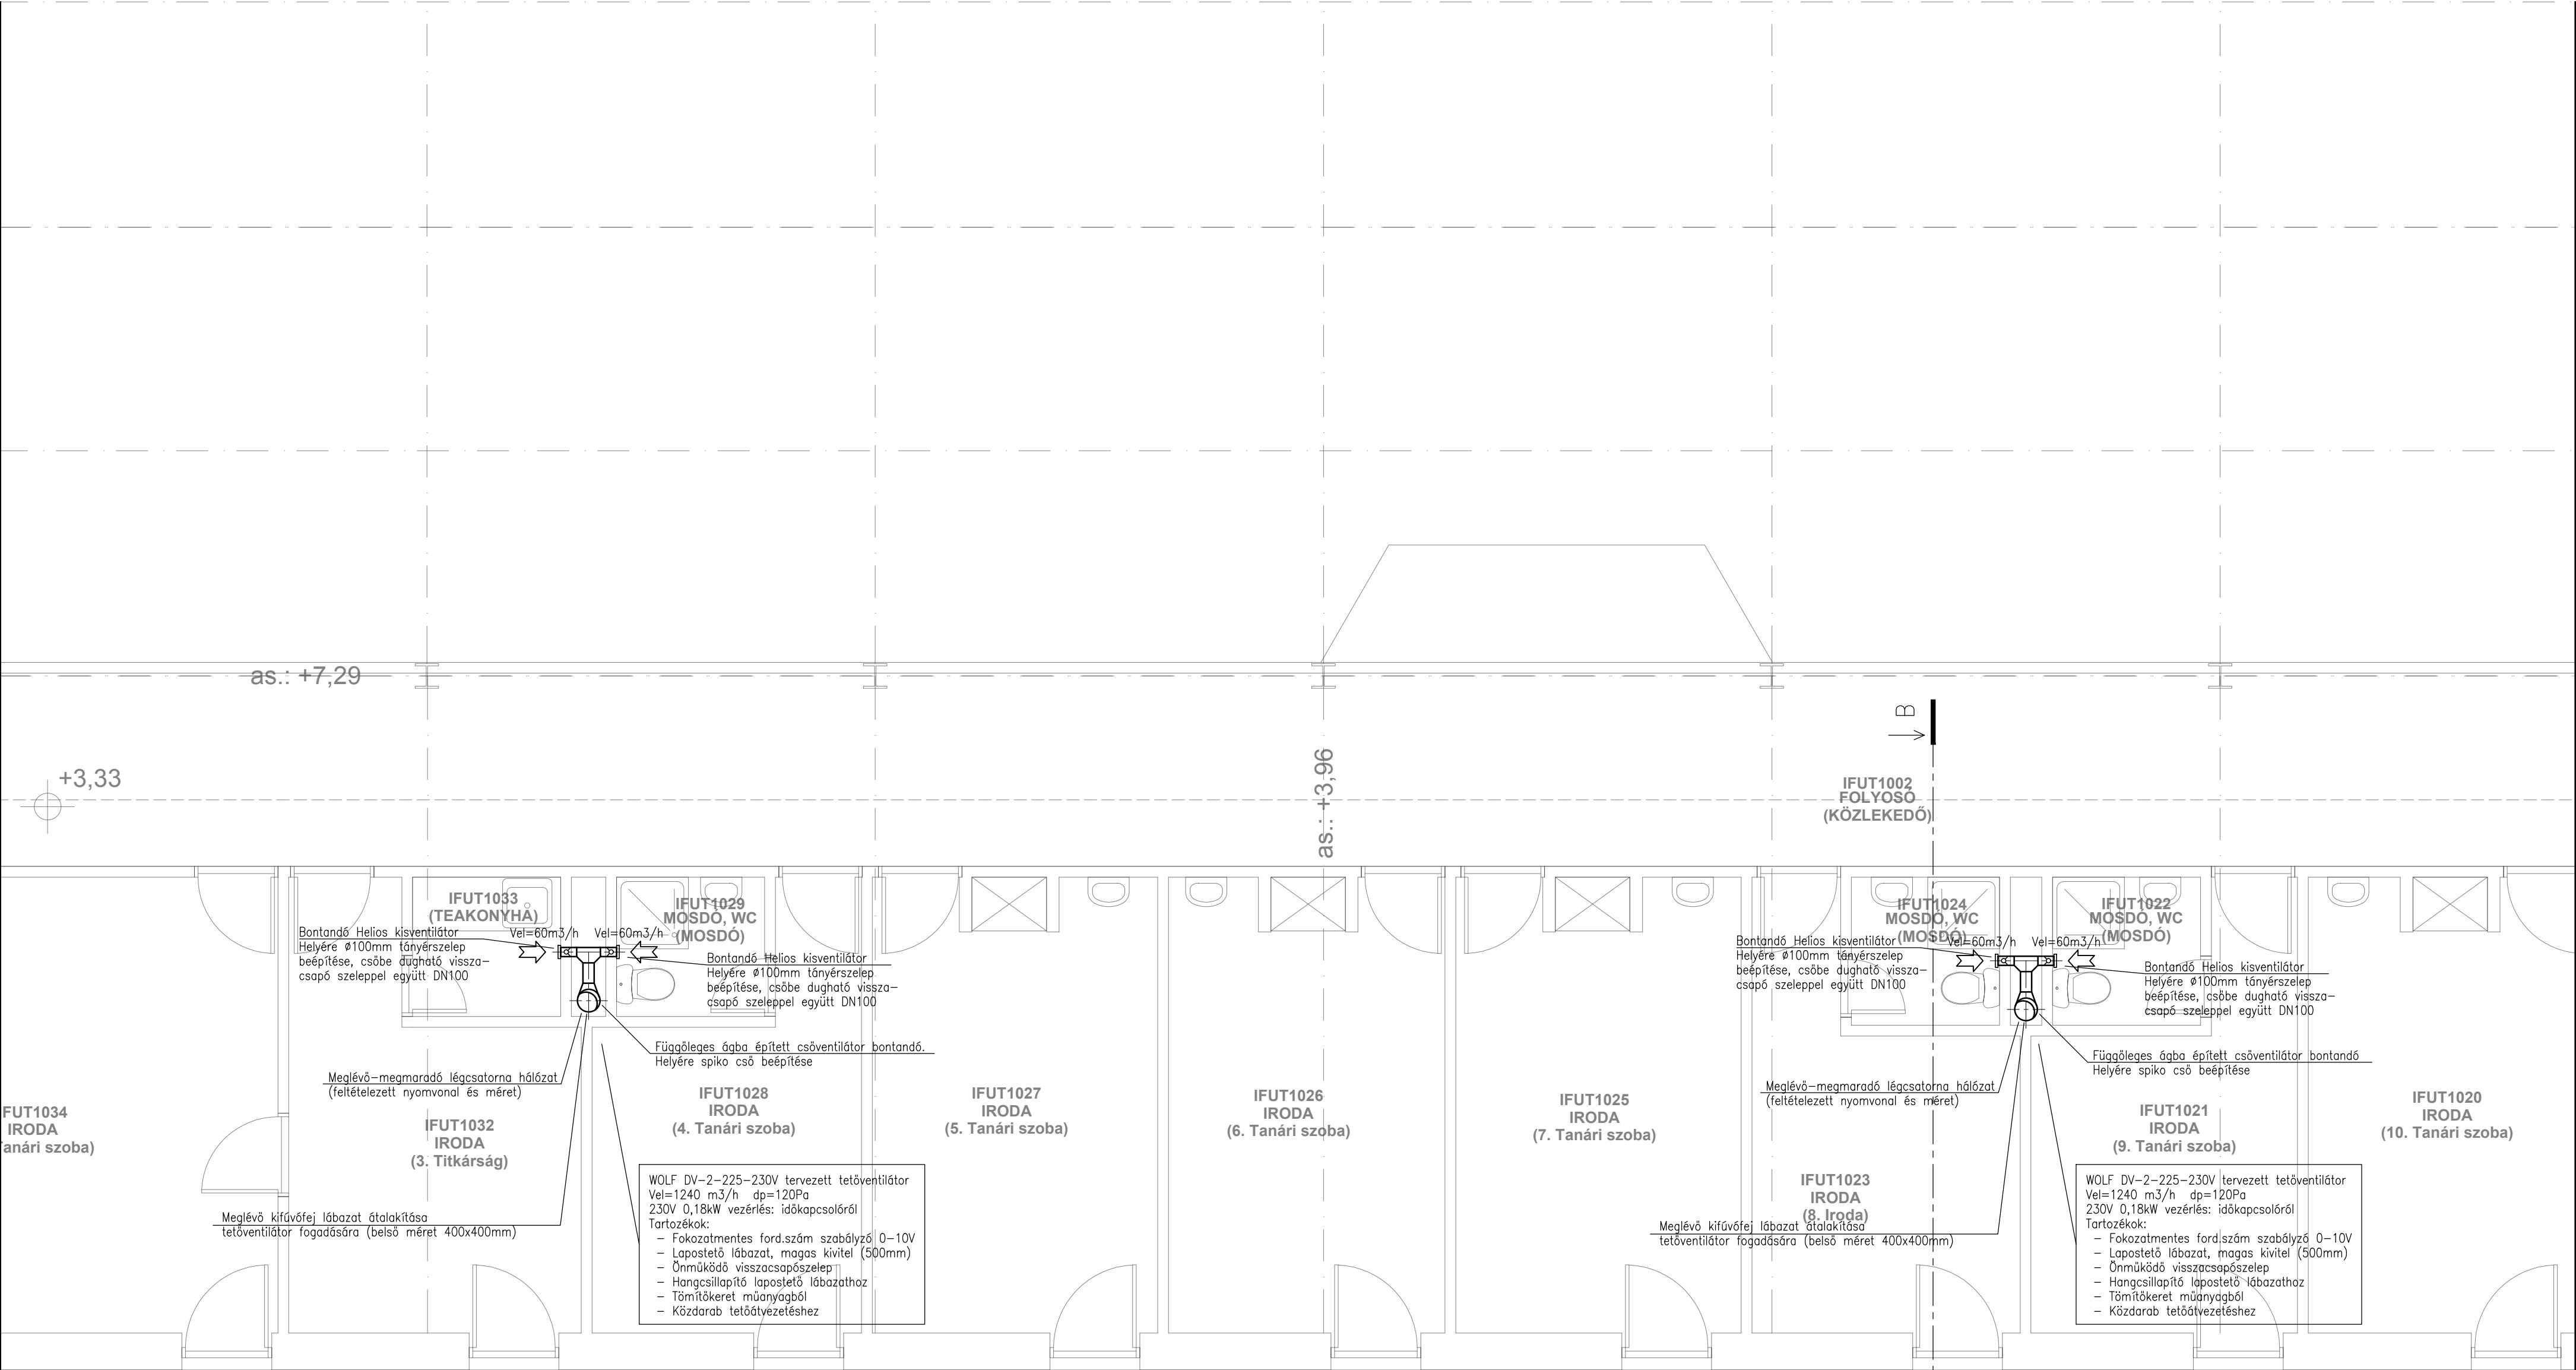 as.: +7,29
+3,33
as.: +3,96
B
IFUT1002
FOLYOSÓ
(KÖZLEKEDŐ)
IFUT1033
(TEAKONYHA)
IFUT1029
MOSDÓ, WC
(MOSDÓ)
Vel=60m3/h
Vel=60m3/h
Bontandó Helios kisventilátor
Helyére ø100mm tányérszelep
beépítése, csőbe dugható vissza-
csapó szeleppel együtt DN100
Bontandó Helios kisventilátor
Helyére ø100mm tányérszelep
beépítése, csőbe dugható vissza-
csapó szeleppel együtt DN100
Függőleges ágba épített csőventilátor bontandó.
Helyére spiko cső beépítése
Meglévő-megmaradó légcsatorna hálózat
(feltételezett nyomvonal és méret)
FUT1034
IRODA
Tanári szoba)
IFUT1032
IRODA
(3. Titkárság)
IFUT1028
IRODA
(4. Tanári szoba)
IFUT1027
IRODA
(5. Tanári szoba)
IFUT1026
IRODA
(6. Tanári szoba)
IFUT1025
IRODA
(7. Tanári szoba)
Meglévő kifúvófej lábazat átalakítása
tetőventilátor fogadására (belső méret 400x400mm)
WOLF DV-2-225-230V tervezett tetőventilátor
Vel=1240 m3/h dp=120Pa
230V 0,18kW vezérlés: időkapcsolóról
Tartozékok:
- Fokozatmentes ford.szám szabályzó 0-10V
- Lapostető lábazat, magas kivitel (500mm)
- Önműködő visszacsapószelep
- Hangcsillapító lapostető lábazathoz
- Tömítőkeret műanyagból
- Közdarab tetőátvezetéshez
IFUT1024
MOSDÓ, WC
(MOSDÓ)
IFUT1022
MOSDÓ, WC
(MOSDÓ)
Vel=60m3/h
Vel=60m3/h
Bontandó Helios kisventilátor
Helyére ø100mm tányérszelep
beépítése, csőbe dugható vissza-
csapó szeleppel együtt DN100
Bontandó Helios kisventilátor
Helyére ø100mm tányérszelep
beépítése, csőbe dugható vissza-
csapó szeleppel együtt DN100
Függőleges ágba épített csőventilátor bontandó
Helyére spiko cső beépítése
Meglévő-megmaradó légcsatorna hálózat
(feltételezett nyomvonal és méret)
IFUT1023
IRODA
(8. Iroda)
IFUT1021
IRODA
(9. Tanári szoba)
IFUT1020
IRODA
(10. Tanári szoba)
Meglévő kifúvófej lábazat átalakítása
tetőventilátor fogadására (belső méret 400x400mm)
WOLF DV-2-225-230V tervezett tetőventilátor
Vel=1240 m3/h dp=120Pa
230V 0,18kW vezérlés: időkapcsolóról
Tartozékok:
- Fokozatmentes ford.szám szabályzó 0-10V
- Lapostető lábazat, magas kivitel (500mm)
- Önműködő visszacsapószelep
- Hangcsillapító lapostető lábazathoz
- Tömítőkeret műanyagból
- Közdarab tetőátvezetéshez